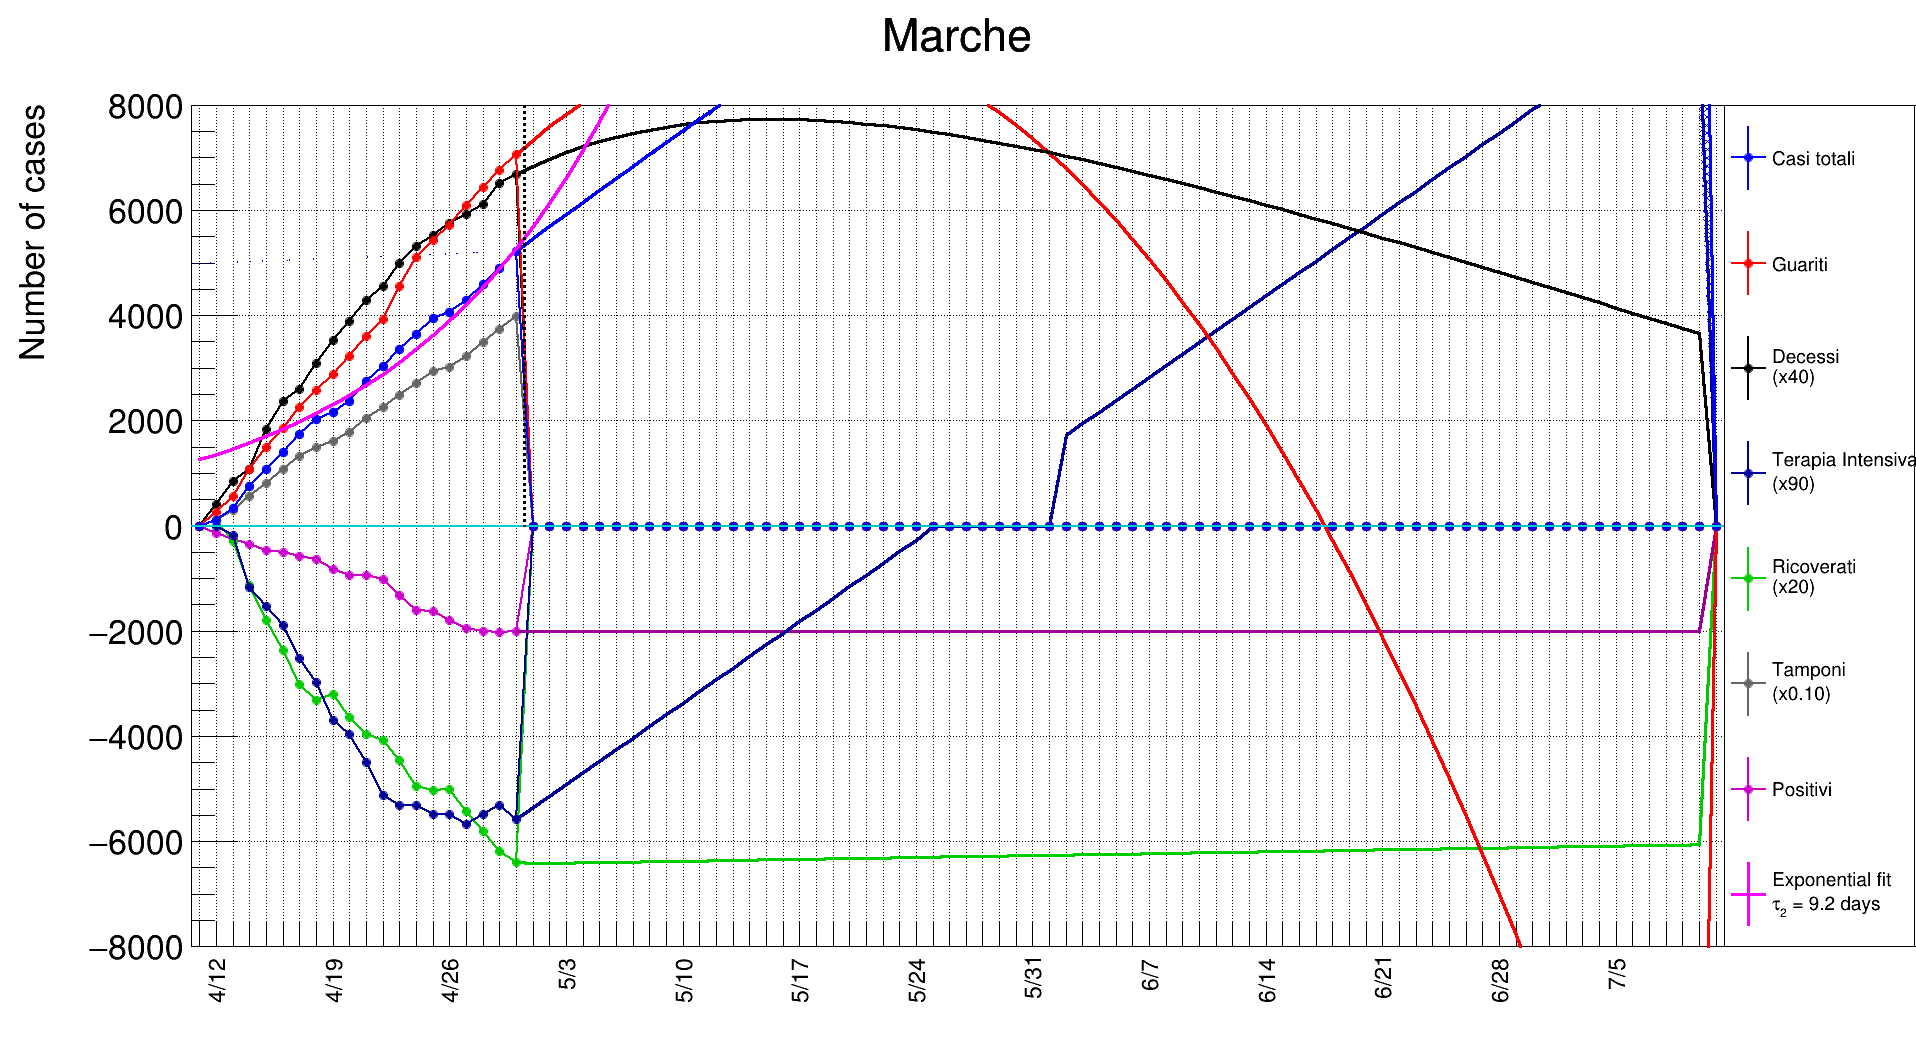 Marche
Number of cases
8000
6000
4000
2000
0
−2000
−4000
−6000
−8000
4/12
4/19
4/26
5/3
5/10
5/17
5/24
5/31
6/7
6/14
6/21
6/28
7/5
Casi totali
Guariti
Decessi
(x40)
Terapia Intensiva
(x90)
Ricoverati
(x20)
Tamponi
(x0.10)
Positivi
Exponential fit
τ₂ = 9.2 days